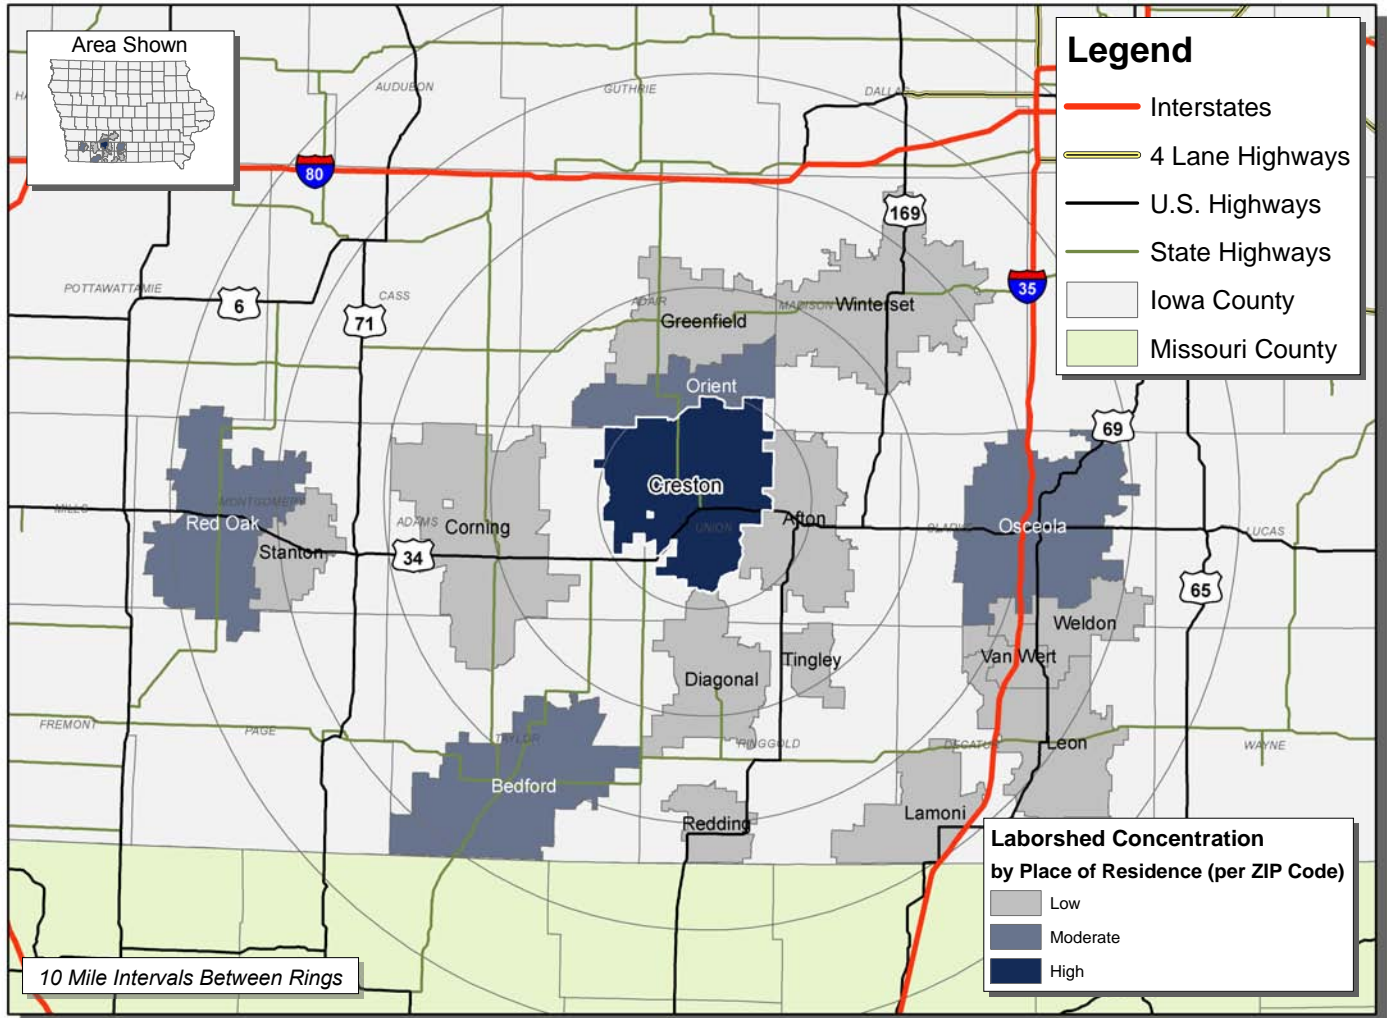 Area Shown
Legend
Interstates
4 Lane Highways
U.S. Highways
State Highways
Iowa County
Missouri County
AUDUBON
GUTHRIE
DALLAS
80
169
POTTAWATTAMIE
6
CASS
71
ADAIR
MADISON
Winterset
35
Greenfield
Orient
69
Creston
MONTGOMERY
MILLS
Red Oak
ADAMS
Corning
UNION
Afton
CLARKE
Osceola
LUCAS
Stanton
34
65
Weldon
Van Wert
Tingley
Diagonal
FREMONT
PAGE
TAYLOR
RINGGOLD
DECATUR
Leon
WAYNE
Bedford
Redding
Lamoni
Laborshed Concentration
by Place of Residence (per ZIP Code)
Low
Moderate
High
10 Mile Intervals Between Rings